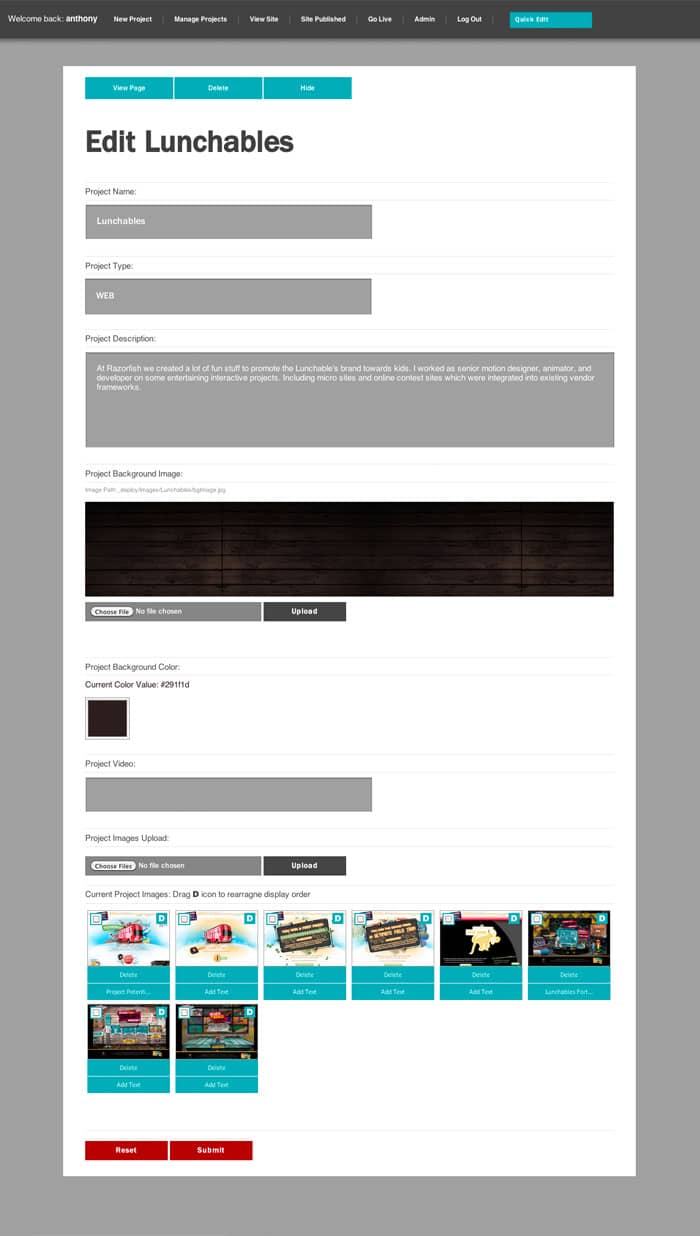 Welcome back: anthony New Project Manage Projects View Site Site Published Go Live Admin Log Out Quick Edit
View Page Delete Hide
Edit Lunchables
Project Name:
Lunchables
Project Type:
WEB
Project Description:
At Razorfish we created a lot of fun stuff to promote the Lunchable's brand towards kids. I worked as senior motion designer, animator, and
developer on some entertaining interactive projects. Including micro sites and online contest sites which were integrated into existing vendor
frameworks.
Project Background Image:
Image Path: _deploy/images/Lunchables/bgImage.jpg
Choose File No file chosen Upload
Project Background Color:
Current Color Value: #291f1d
Project Video:
Project Images Upload:
Choose Files No file chosen Upload
Current Project Images: Drag D icon to rearragne display order
D D D D D D
Delete Delete Delete Delete Delete Delete
Project Potenti... Add Text Add Text Add Text Add Text Lunchables Fort...
D D
Delete Delete
Add Text Add Text
Reset Submit